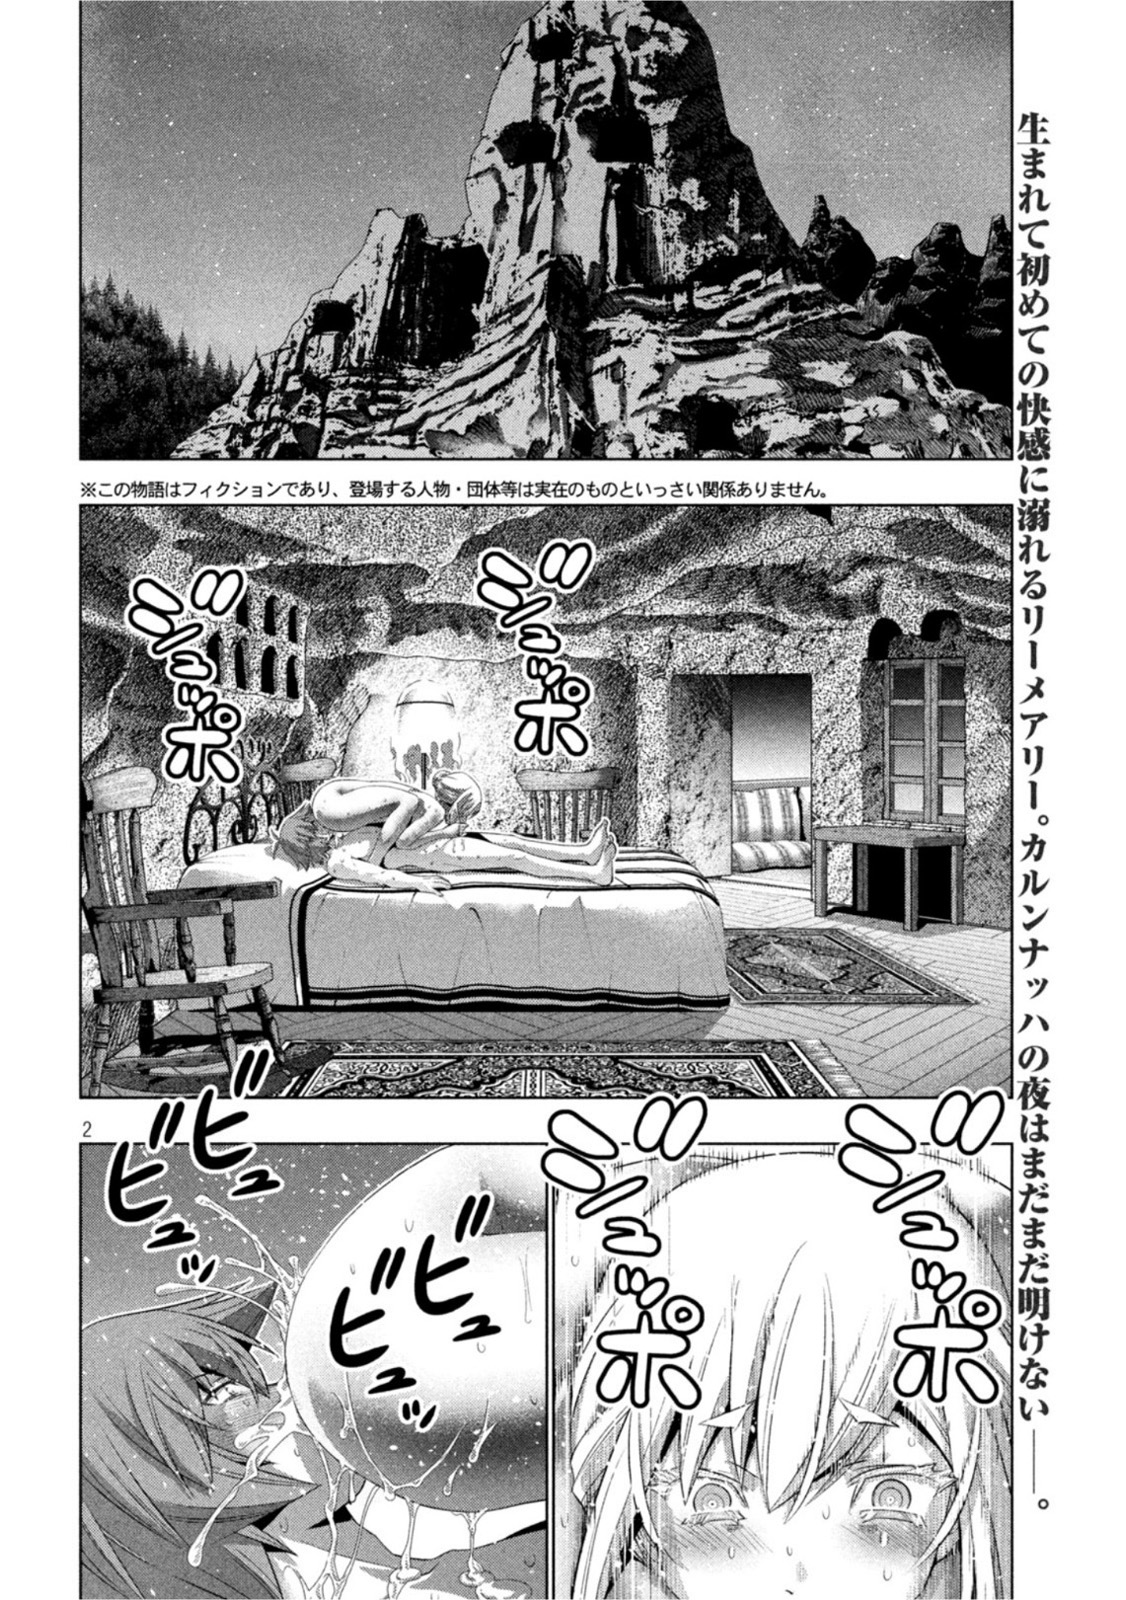 生まれて初めての快感に溺れるリーメアリー。カルンナッハの夜はまだまだ明けない――。
※この物語はフィクションであり、登場する人物・団体等は実在のものといっさい関係ありません。
ジュッポ
ジュッポ
2
ジュッポ
ジュッポ
ビュッ
ビュッ
ビュッ
ビュッ